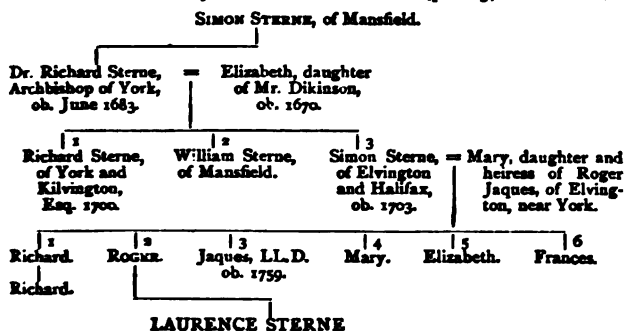 SIMON STERNE, of Mansfield.
Dr. Richard Sterne, = Elizabeth, daughter
Archbishop of York, of Mr. Dikinson,
ob. June 1683. ob. 1670.
1 2 3
Richard Sterne, William Sterne, Simon Sterne, = Mary, daughter and
of York and of Mansfield. of Elvington heiress of Roger
Kilvington, and Halifax, Jaques, of Elving-
Esq. 1700. ob. 1703. ton, near York.
1 2 3 4 5 6
Richard. ROGER. Jaques, LL.D. Mary. Elizabeth. Frances.
ob. 1759.
Richard.
LAURENCE STERNE